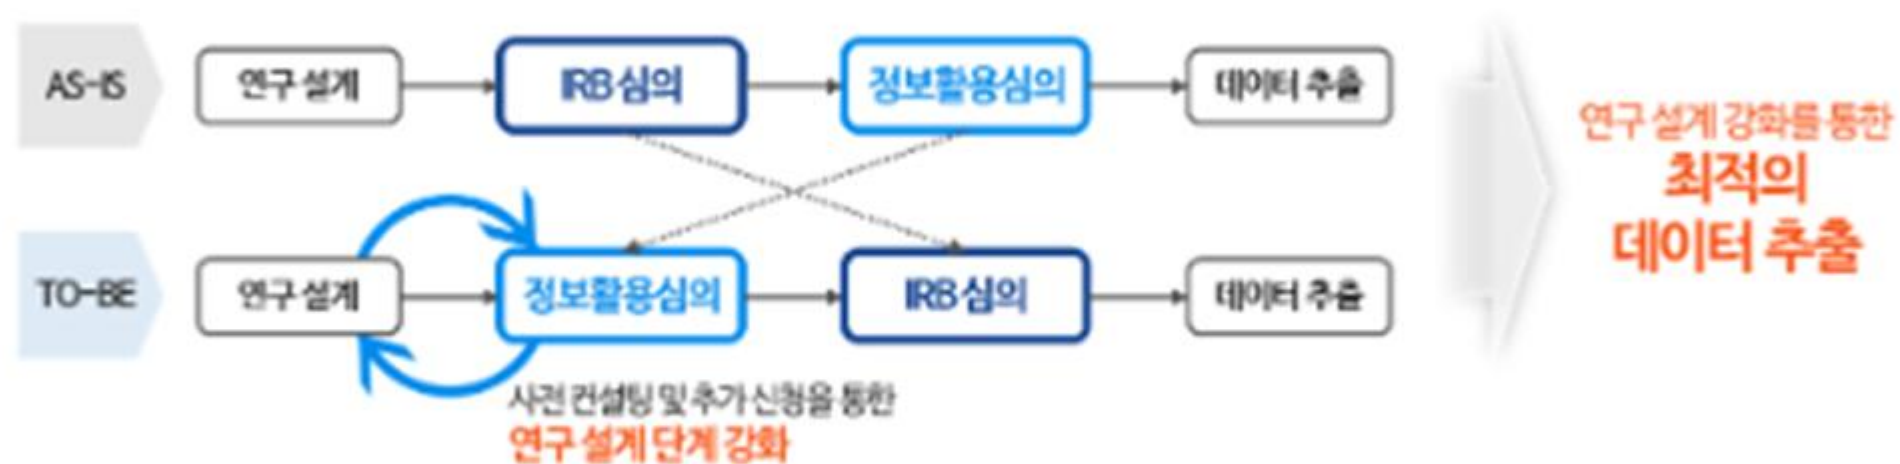 AS-IS
연구 설계
IRB 심의
정보활용심의
데이터 추출
TO-BE
연구 설계
정보활용심의
IRB 심의
데이터 추출
사전 컨설팅 및 추가 신청을 통한
연구 설계 단계 강화
연구 설계 강화를 통한
최적의
데이터 추출